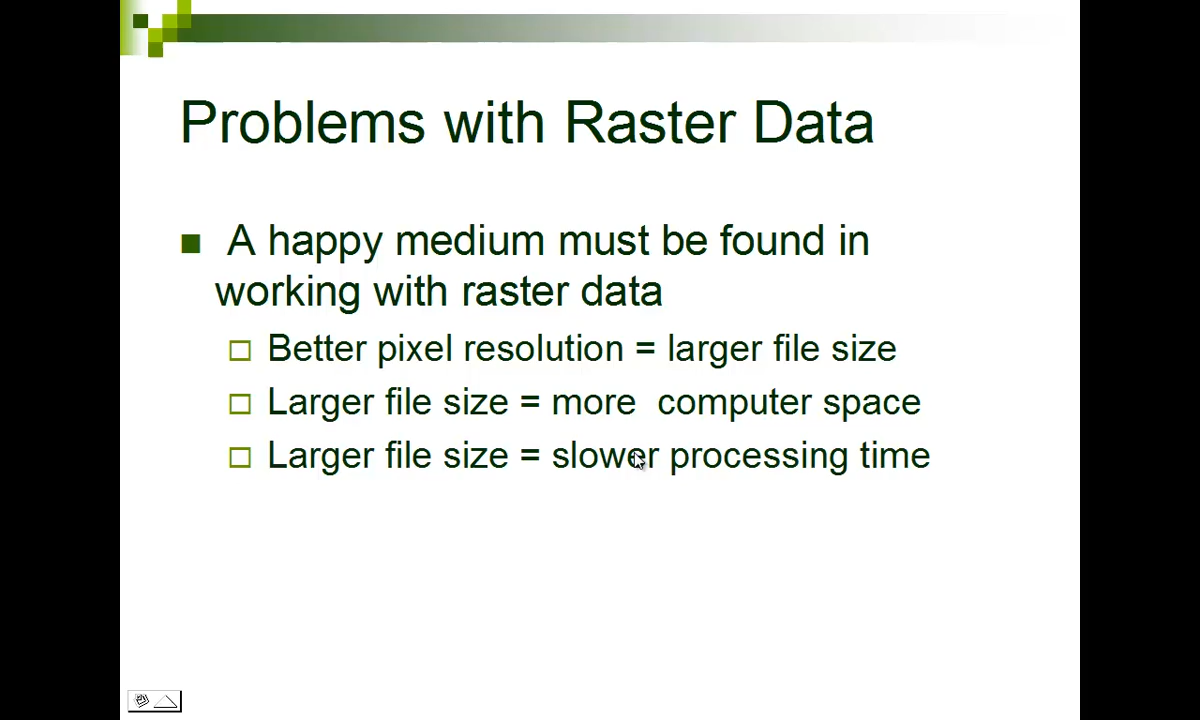 Problems with Raster Data
A happy medium must be found in
working with raster data
Better pixel resolution = larger file size
Larger file size = more  computer space
Larger file size = slower processing time